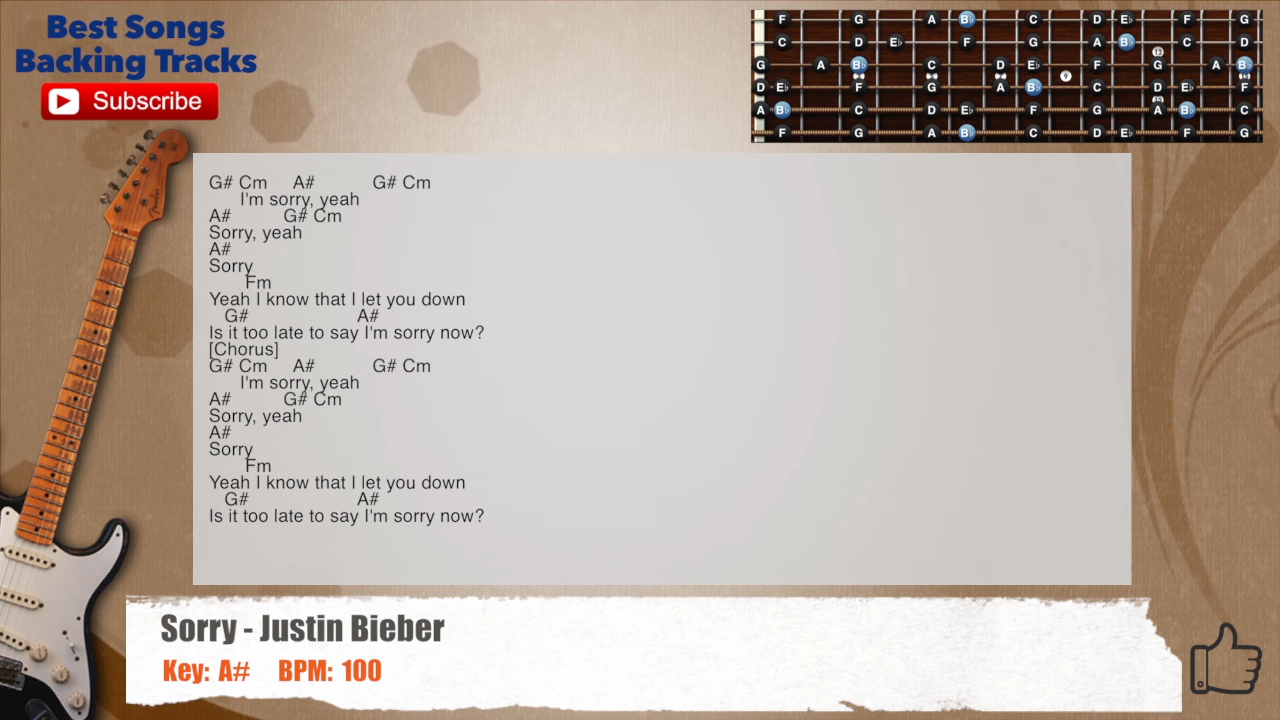 Best Songs
Backing Tracks
Subscribe
F G A B♭ C D E♭ F G
C D E♭ F G A B♭ C D
12
G A B♭ C D E♭ F G A B♭
9
D E♭ F G A B♭ C D E♭ F
A B♭ C D E♭ F G A B♭ C
F G A B♭ C D E♭ F G
G# Cm A# G# Cm
I'm sorry, yeah
A# G# Cm
Sorry, yeah
A#
Sorry
Fm
Yeah I know that I let you down
G# A#
Is it too late to say I'm sorry now?
[Chorus]
G# Cm A# G# Cm
I'm sorry, yeah
A# G# Cm
Sorry, yeah
A#
Sorry
Fm
Yeah I know that I let you down
G# A#
Is it too late to say I'm sorry now?
Sorry - Justin Bieber
Key: A# BPM: 100